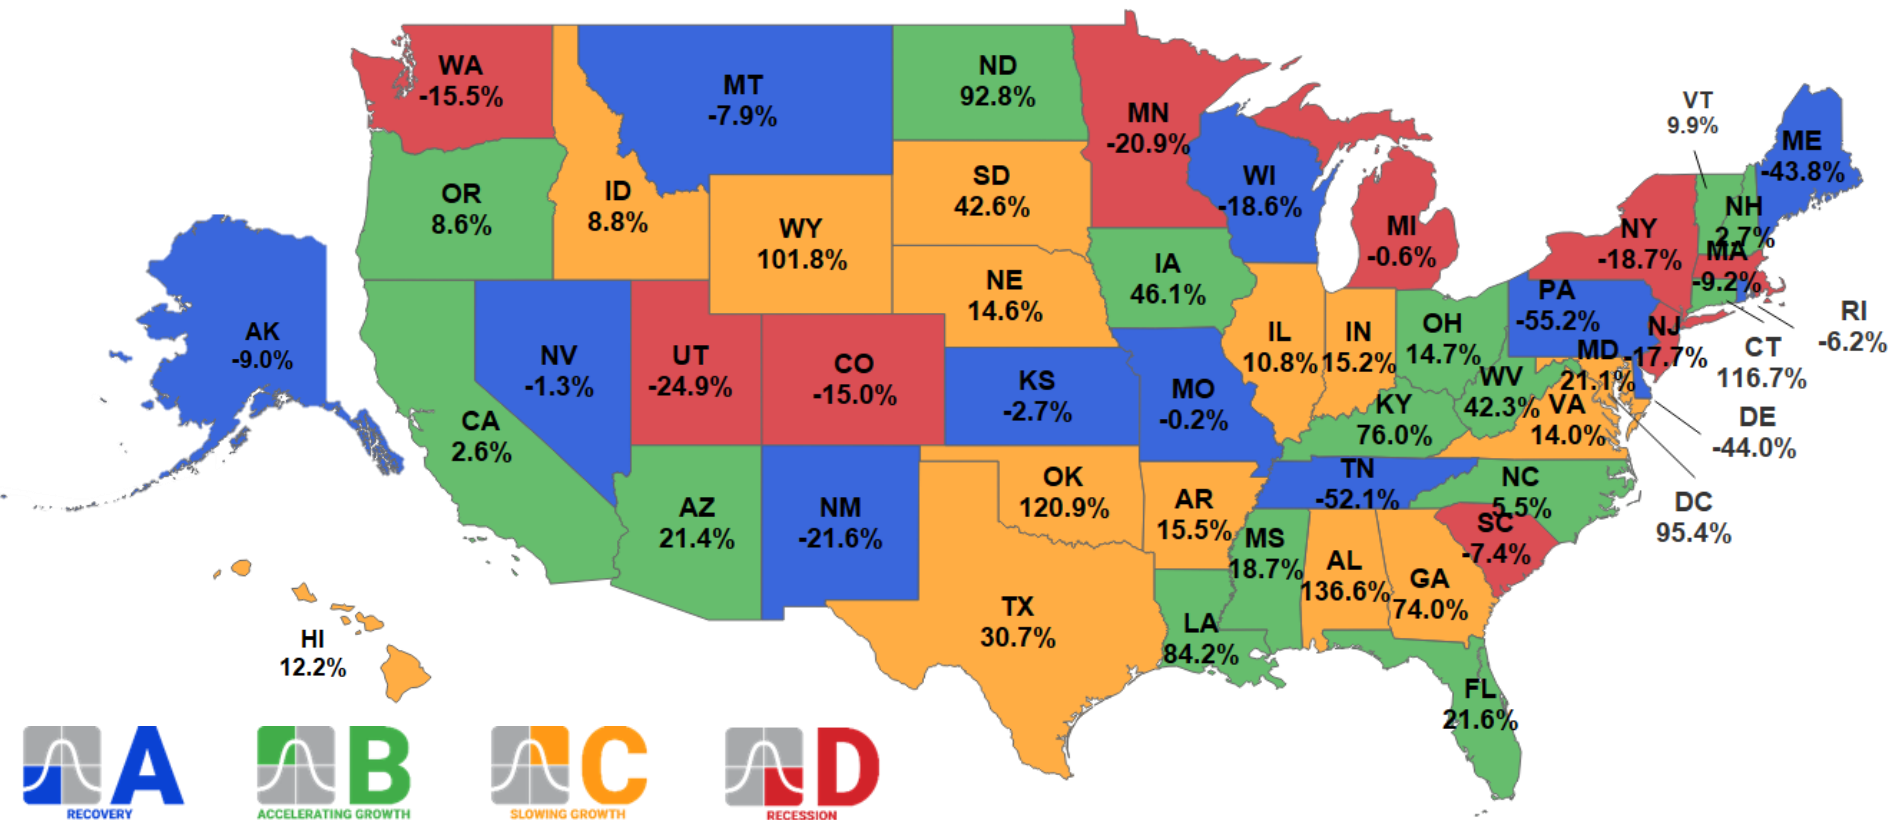 WA
-15.5%
MT
-7.9%
ND
92.8%
MN
-20.9%
VT
9.9%
ME
-43.8%
OR
8.6%
ID
8.8%
SD
42.6%
WI
-18.6%
NH
2.7%
WY
101.8%
MI
-0.6%
NY
-18.7%
MA
-9.2%
IA
46.1%
NE
14.6%
PA
-55.2%
RI
-6.2%
AK
-9.0%
NV
-1.3%
UT
-24.9%
CO
-15.0%
KS
-2.7%
MO
-0.2%
IL
10.8%
IN
15.2%
OH
14.7%
NJ
-17.7%
MD
21.1%
CT
116.7%
WV
42.3%
VA
14.0%
KY
76.0%
DE
-44.0%
CA
2.6%
AZ
21.4%
NM
-21.6%
OK
120.9%
AR
15.5%
TN
-52.1%
NC
5.5%
DC
95.4%
SC
-7.4%
MS
18.7%
AL
136.6%
GA
74.0%
TX
30.7%
LA
84.2%
HI
12.2%
FL
21.6%
A
RECOVERY
B
ACCELERATING GROWTH
C
SLOWING GROWTH
D
RECESSION